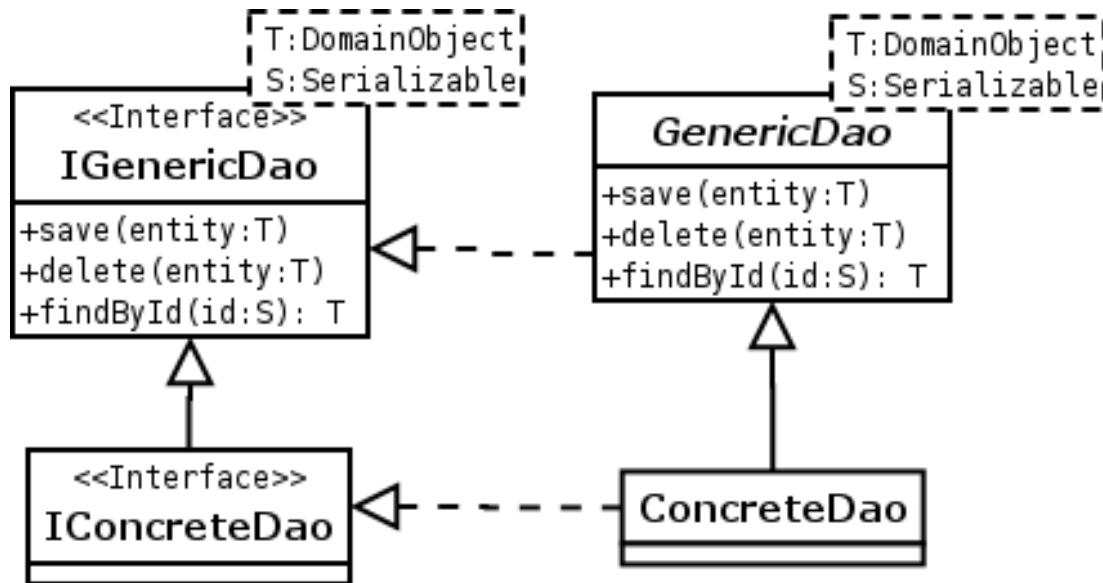 T:DomainObject
S:Serializable
<<Interface>>
IGenericDao
+save(entity:T)
+delete(entity:T)
+findById(id:S): T
T:DomainObject
S:Serializable
GenericDao
+save(entity:T)
+delete(entity:T)
+findById(id:S): T
<<Interface>>
IConcreteDao
ConcreteDao